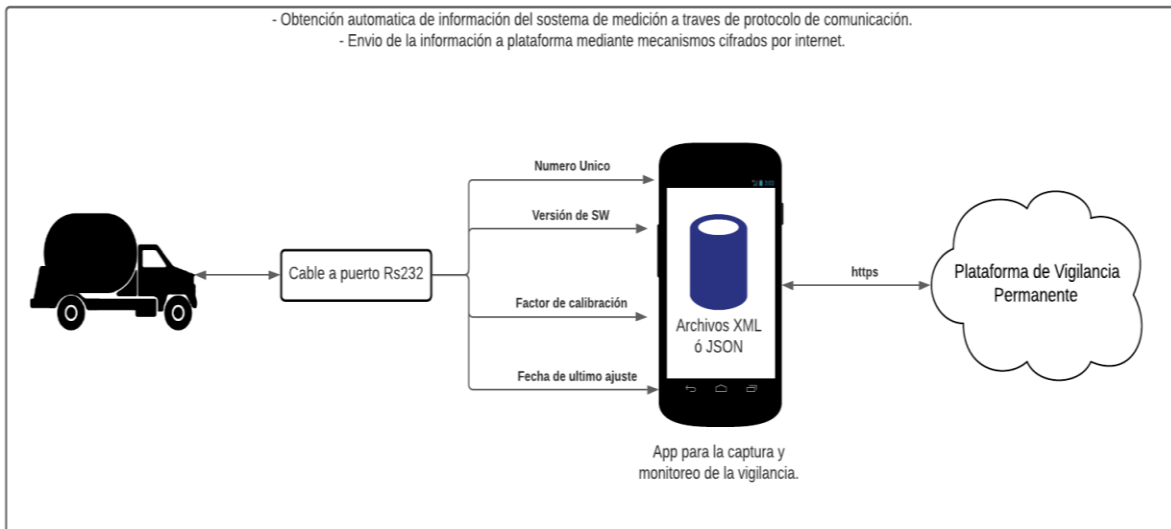 - Obtención automatica de información del sostema de medición a traves de protocolo de comunicación.
- Envio de la información a plataforma mediante mecanismos cifrados por internet.
Numero Unico
Versión de SW
Cable a puerto Rs232
Factor de calibración
Fecha de ultimo ajuste
Archivos XML
ó JSON
https
Plataforma de Vigilancia
Permanente
App para la captura y
monitoreo de la vigilancia.